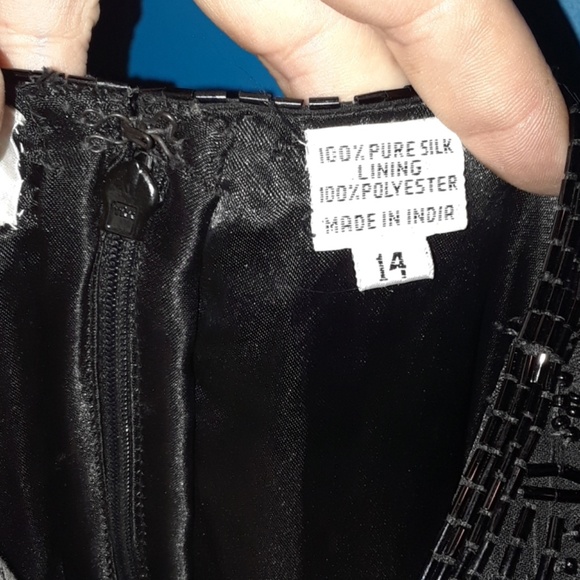 100% PURE SILK
LINING
100% POLYESTER
MADE IN INDIA
14